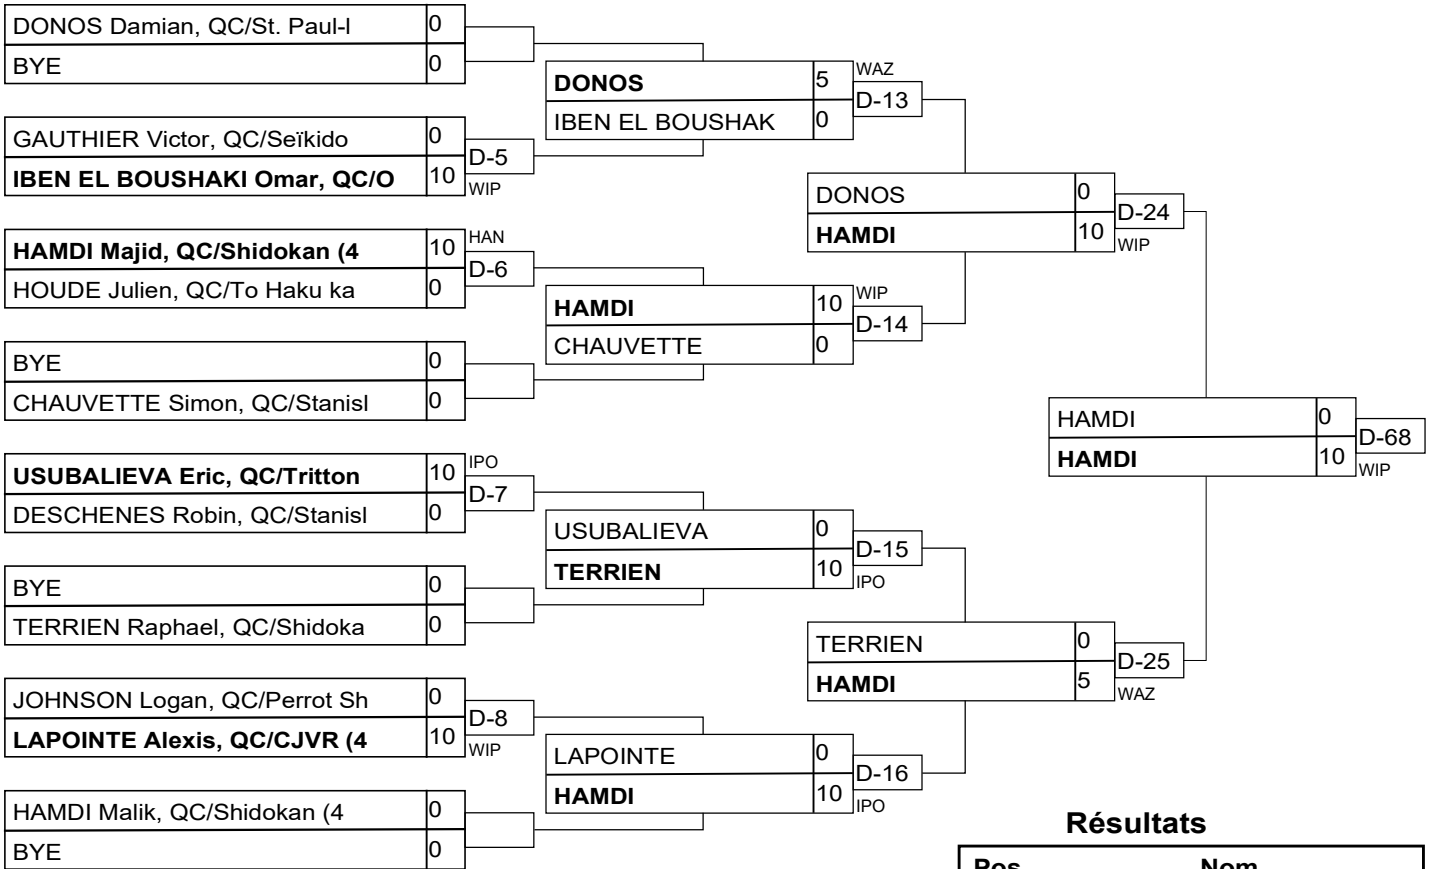 DONOS Damian, QC/St. Paul-l 0
BYE 0
DONOS 5 WAZ
IBEN EL BOUSHAK 0 D-13
GAUTHIER Victor, QC/Seïkido 0
IBEN EL BOUSHAKI Omar, QC/O 10 D-5 WIP
DONOS 0
HAMDI 10 D-24 WIP
HAMDI Majid, QC/Shidokan (4 10 HAN
HOUDE Julien, QC/To Haku ka 0 D-6
HAMDI 10 WIP
CHAUVETTE 0 D-14
BYE 0
CHAUVETTE Simon, QC/Stanisl 0
HAMDI 0
HAMDI 10 D-68 WIP
USUBALIEVA Eric, QC/Tritton 10 IPO
DESCHENES Robin, QC/Stanisl 0 D-7
USUBALIEVA 0
TERRIEN 10 D-15 IPO
BYE 0
TERRIEN Raphael, QC/Shidoka 0
TERRIEN 0
HAMDI 5 D-25 WAZ
JOHNSON Logan, QC/Perrot Sh 0
LAPOINTE Alexis, QC/CJVR (4 10 D-8 WIP
LAPOINTE 0
HAMDI 10 D-16 IPO
HAMDI Malik, QC/Shidokan (4 0
BYE 0
Résultats
Pos Nom